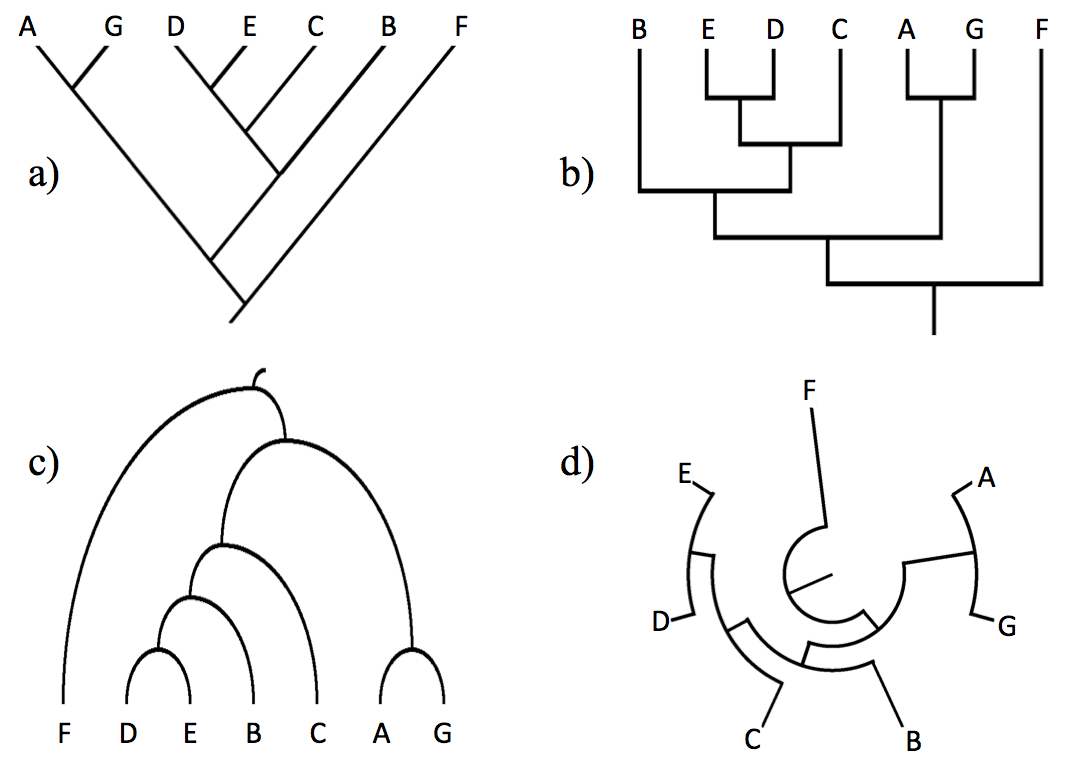 A G D E C B F
a)
B E D C A G F
b)
c)
F D E B C A G
d)
F
E
A
D
G
C
B